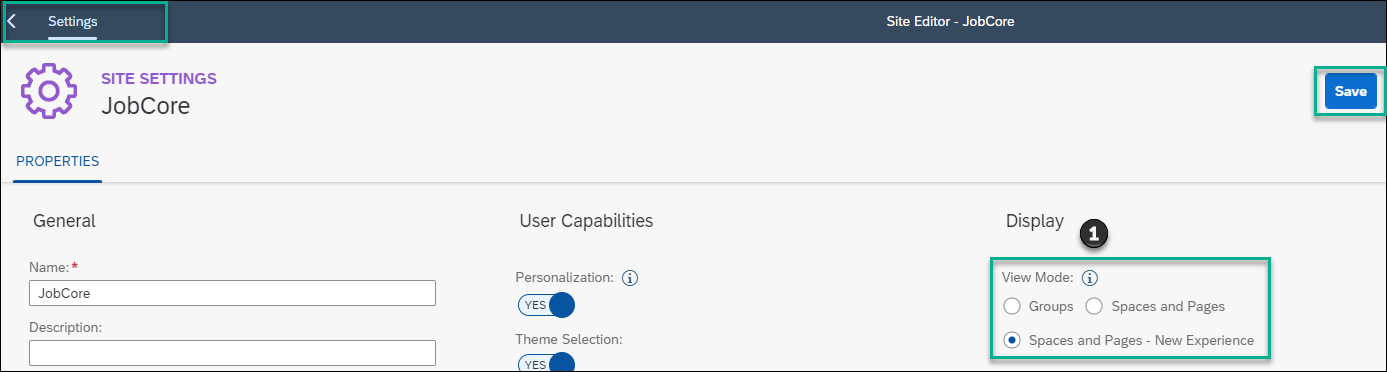 Settings
Site Editor - JobCore
SITE SETTINGS
JobCore
Save
PROPERTIES
General
User Capabilities
Display
1
Name:*
JobCore
Description:
Personalization:
YES
Theme Selection:
YES
View Mode:
Groups
Spaces and Pages
Spaces and Pages - New Experience